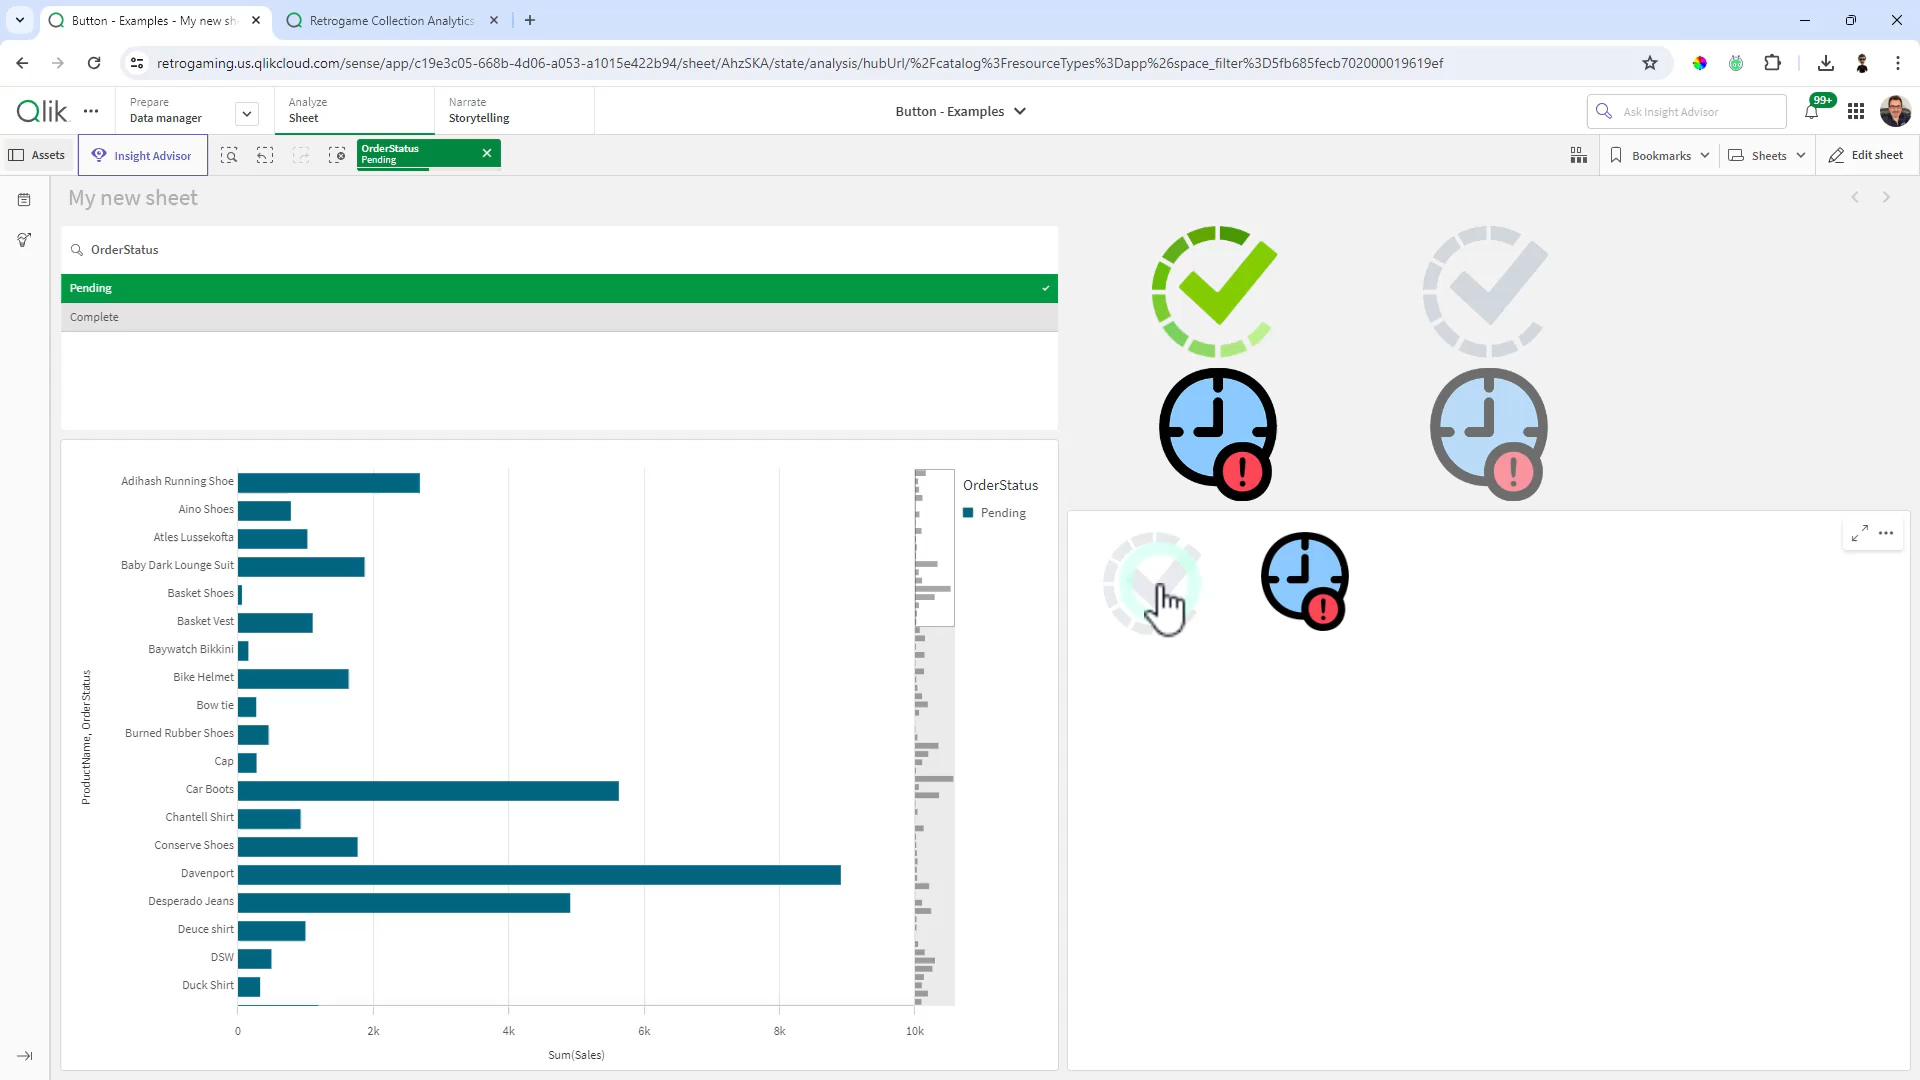 Button - Examples - My new sh
Retrogame Collection Analytics
retrogaming.us.qlikcloud.com/sense/app/c19e3c05-668b-4d06-a053-a1015e422b94/sheet/AhzSKA/state/analysis/hubUrl/%2Fcatalog%3FresourceTypes%3Dapp%26space_filter%3D5fb685fecb702000019619ef
Qlik
Prepare
Data manager
Analyze
Sheet
Narrate
Storytelling
Button - Examples
Ask Insight Advisor
99+
Assets
Insight Advisor
OrderStatus
Pending
Bookmarks
Sheets
Edit sheet
My new sheet
OrderStatus
Pending
Complete
ProductName, OrderStatus
Adihash Running Shoe
Aino Shoes
Atles Lussekofta
Baby Dark Lounge Suit
Basket Shoes
Basket Vest
Baywatch Bikkini
Bike Helmet
Bow tie
Burned Rubber Shoes
Cap
Car Boots
Chantell Shirt
Conserve Shoes
Davenport
Desperado Jeans
Deuce shirt
DSW
Duck Shirt
0 2k 4k 6k 8k 10k
Sum(Sales)
OrderStatus
Pending